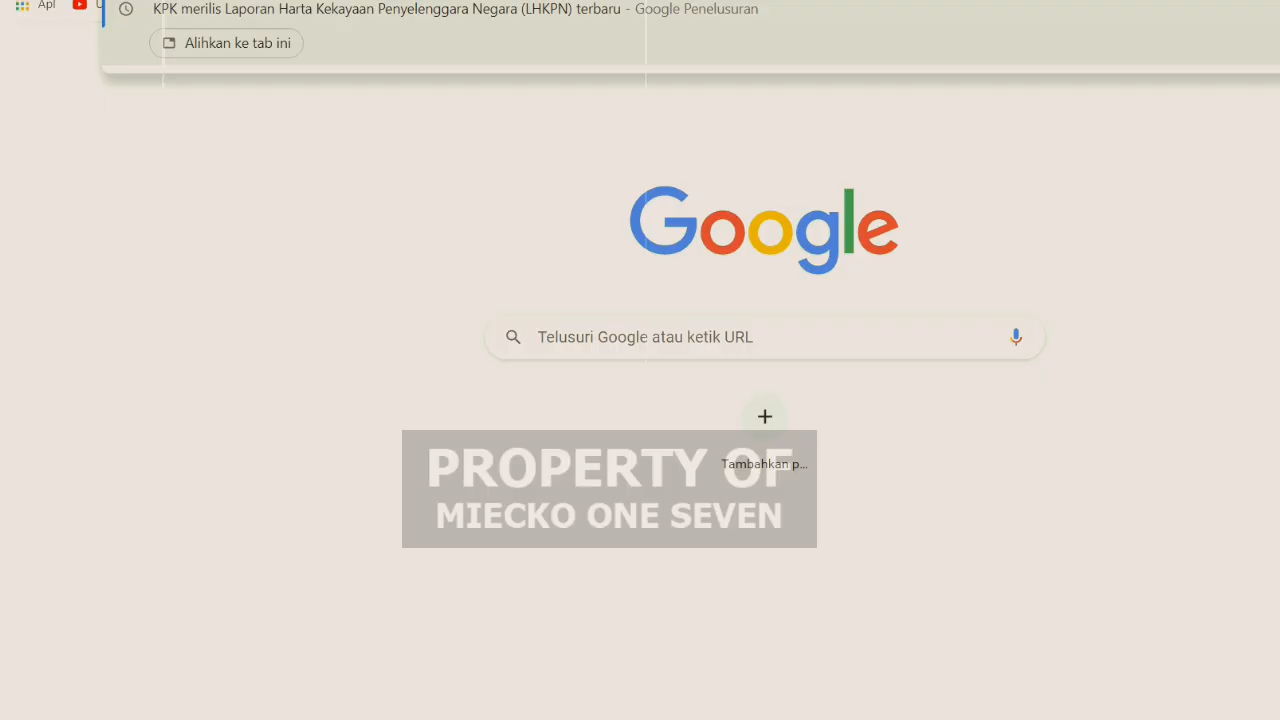 Apl
KPK merilis Laporan Harta Kekayaan Penyelenggara Negara (LHKPN) terbaru - Google Penelusuran
Alihkan ke tab ini
Google
Telusuri Google atau ketik URL
Tambahkan p...
PROPERTY OF
MIECKO ONE SEVEN